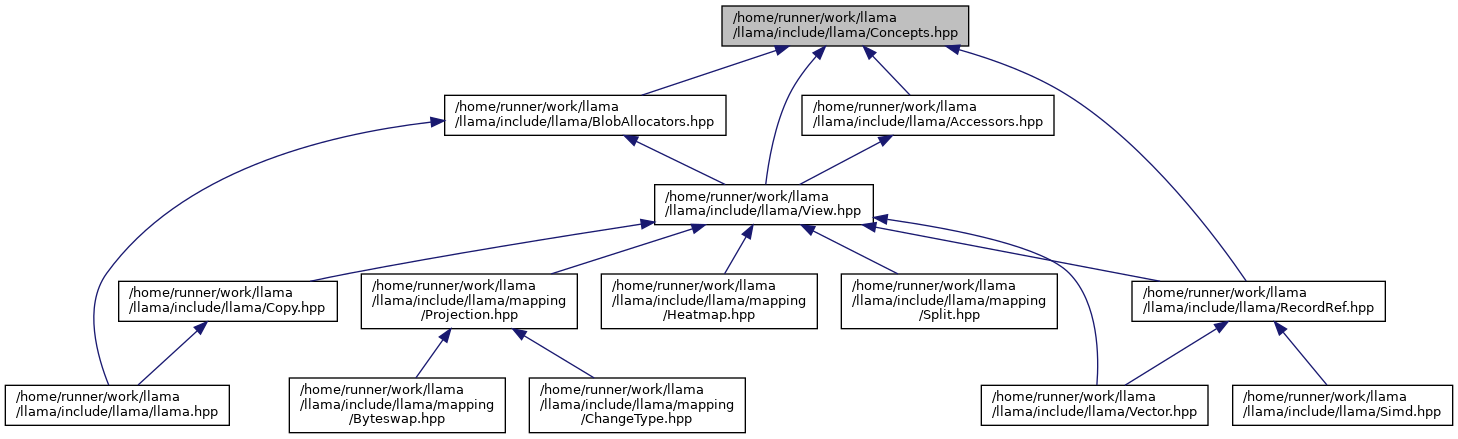 /home/runner/work/llama
/llama/include/llama/Concepts.hpp
/home/runner/work/llama
/llama/include/llama/BlobAllocators.hpp
/home/runner/work/llama
/llama/include/llama/Accessors.hpp
/home/runner/work/llama
/llama/include/llama/View.hpp
/home/runner/work/llama
/llama/include/llama/Copy.hpp
/home/runner/work/llama
/llama/include/llama/mapping
/Projection.hpp
/home/runner/work/llama
/llama/include/llama/mapping
/Heatmap.hpp
/home/runner/work/llama
/llama/include/llama/mapping
/Split.hpp
/home/runner/work/llama
/llama/include/llama/RecordRef.hpp
/home/runner/work/llama
/llama/include/llama/llama.hpp
/home/runner/work/llama
/llama/include/llama/mapping
/Byteswap.hpp
/home/runner/work/llama
/llama/include/llama/mapping
/ChangeType.hpp
/home/runner/work/llama
/llama/include/llama/Vector.hpp
/home/runner/work/llama
/llama/include/llama/Simd.hpp